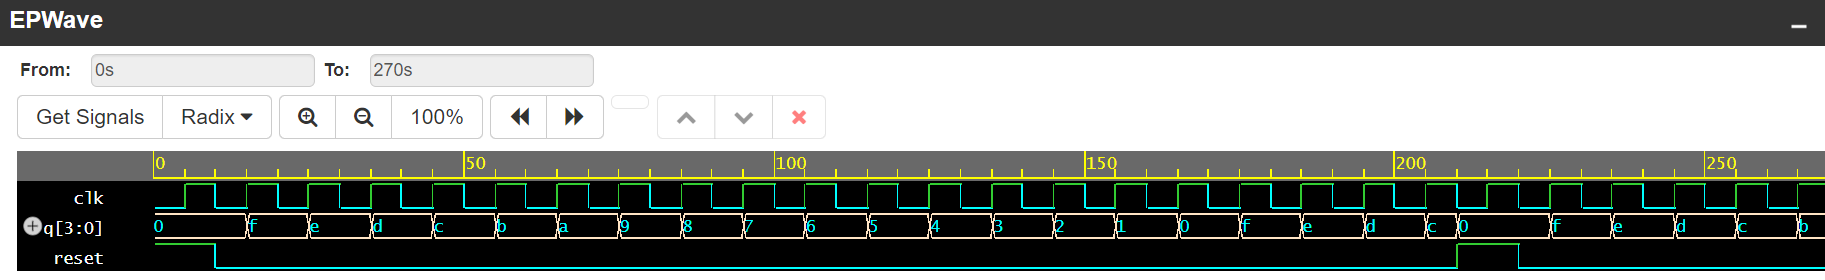 EPWave
From: 0s To: 270s
Get Signals Radix 100%
0 50 100 150 200 250
clk
q[3:0] 0 f e d c b a 9 8 7 6 5 4 3 2 1 0 f e d c 0 f e d c b
reset